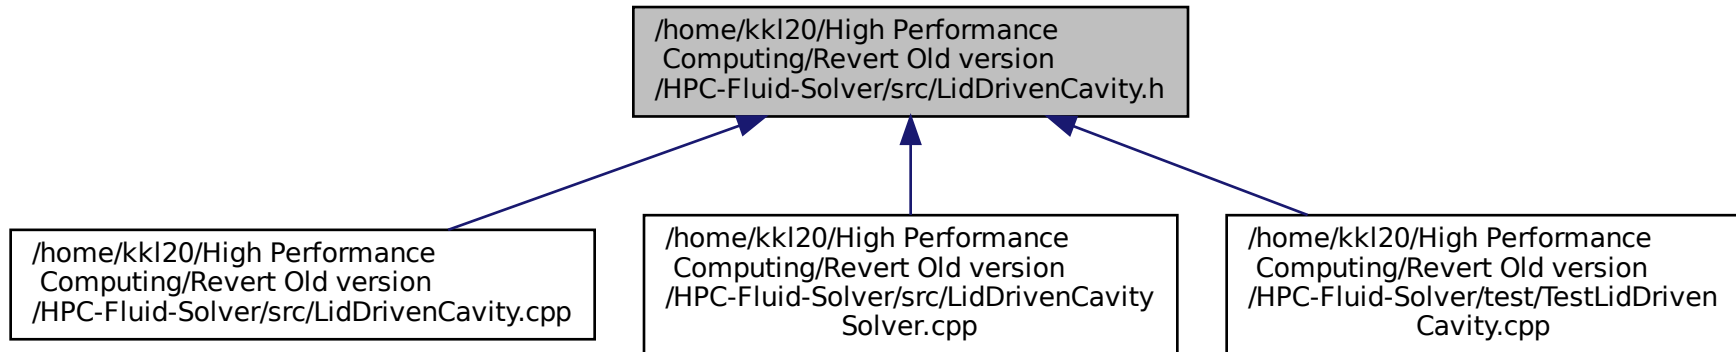 /home/kkl20/High Performance
Computing/Revert Old version
/HPC-Fluid-Solver/src/LidDrivenCavity.h
/home/kkl20/High Performance
Computing/Revert Old version
/HPC-Fluid-Solver/src/LidDrivenCavity.cpp
/home/kkl20/High Performance
Computing/Revert Old version
/HPC-Fluid-Solver/src/LidDrivenCavity
Solver.cpp
/home/kkl20/High Performance
Computing/Revert Old version
/HPC-Fluid-Solver/test/TestLidDriven
Cavity.cpp